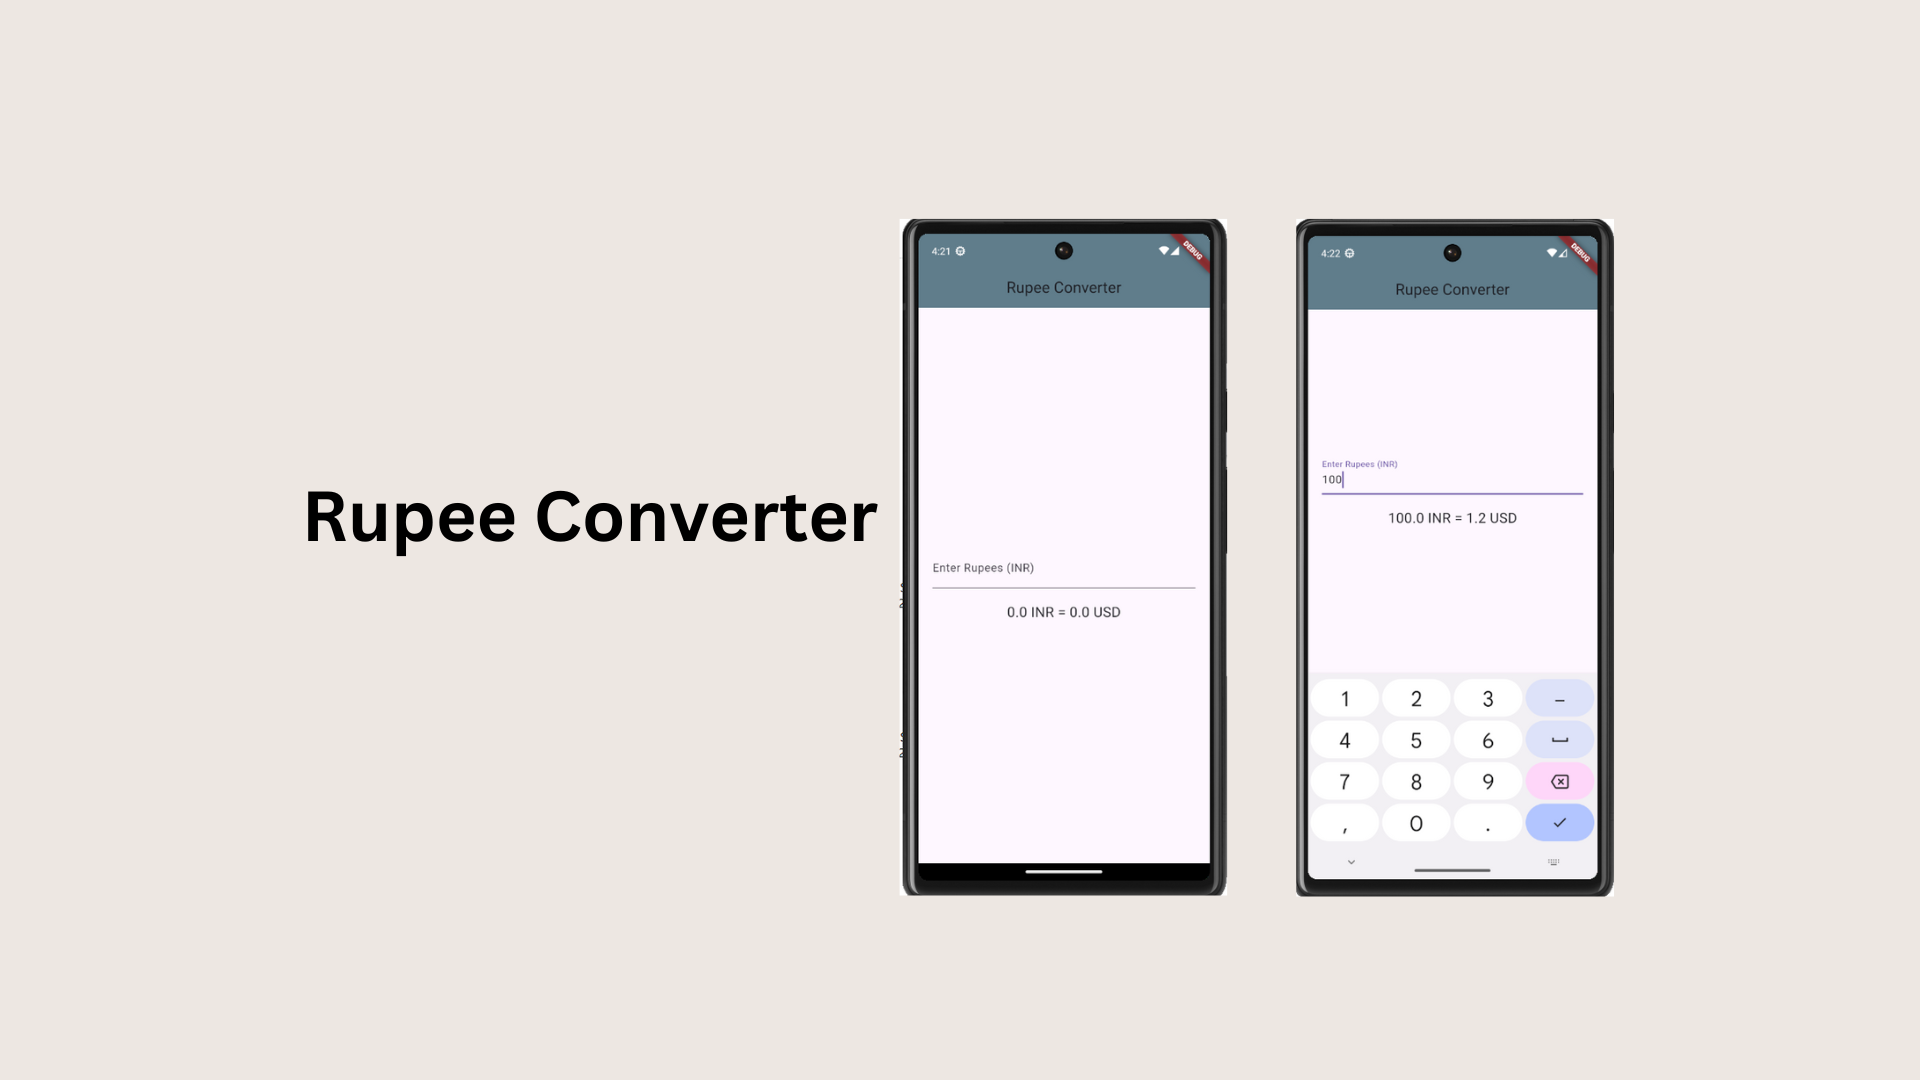 Rupee Converter
4:21
DEBUG
Rupee Converter
Enter Rupees (INR)
0.0 INR = 0.0 USD
4:22
DEBUG
Rupee Converter
Enter Rupees (INR)
100
100.0 INR = 1.2 USD
1 2 3 –
4 5 6
7 8 9
, 0 .